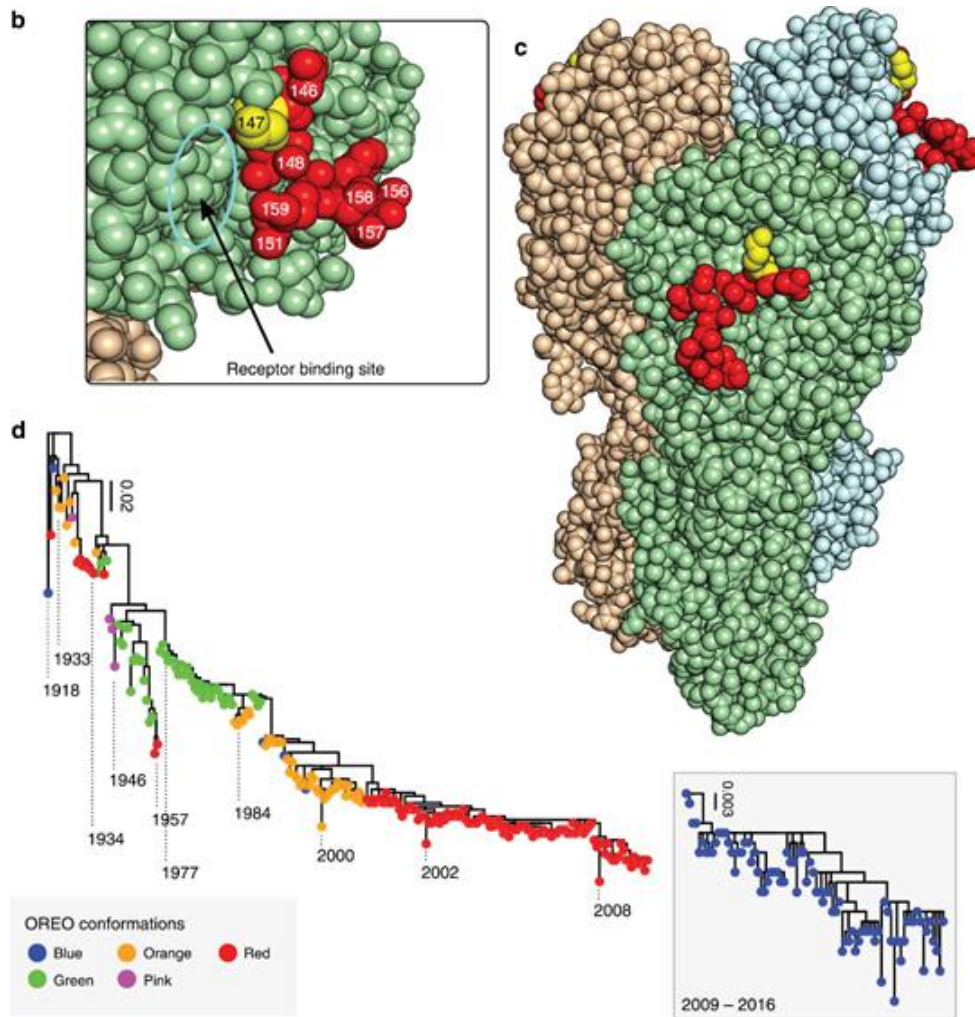 b
146
147
148
158
156
159
151
157
Receptor binding site
c
d
0.02
1933
1918
1946
1957
1934
1977
1984
2000
2002
2008
OREO conformations
Blue
Orange
Red
Green
Pink
0.003
2009 – 2016